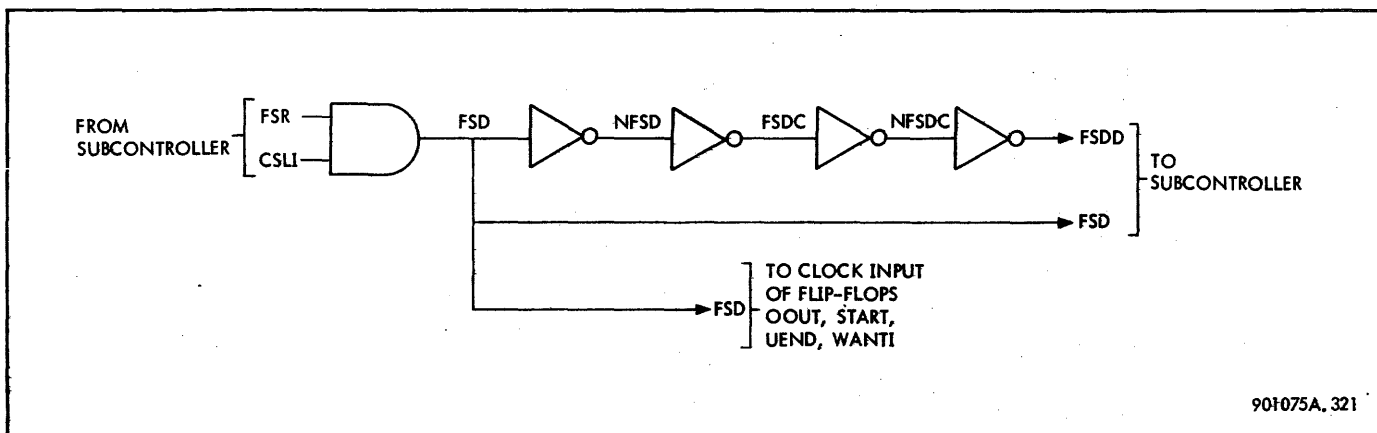 FROM
SUBCONTROLLER
FSR
CSLI
FSD
NFSD
FSDC
NFSDC
FSDD
FSD
TO
SUBCONTROLLER
FSD
TO CLOCK INPUT
OF FLIP-FLOPS
OOUT, START,
UEND, WANTI
901075A. 321